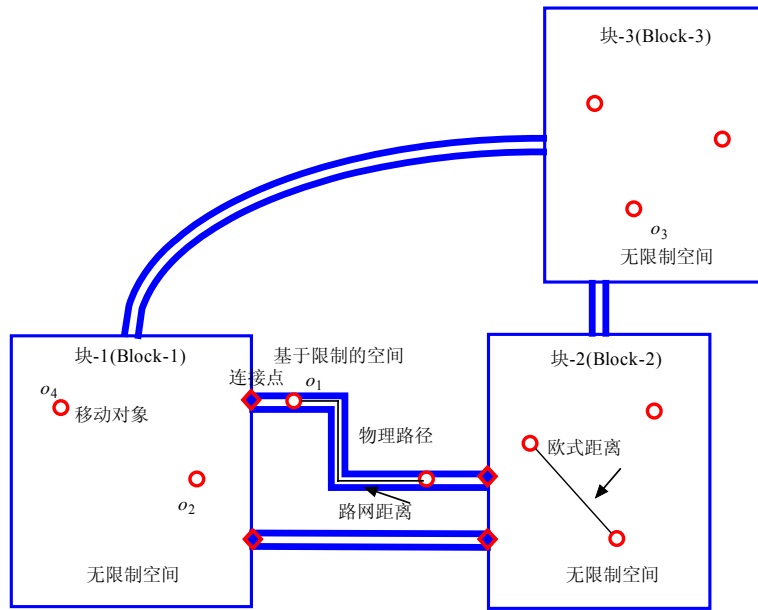 块-3(Block-3)
o3
无限制空间
块-1(Block-1)
基于限制的空间
块-2(Block-2)
连接点
o1
o4
移动对象
物理路径
欧式距离
o2
路网距离
无限制空间
无限制空间